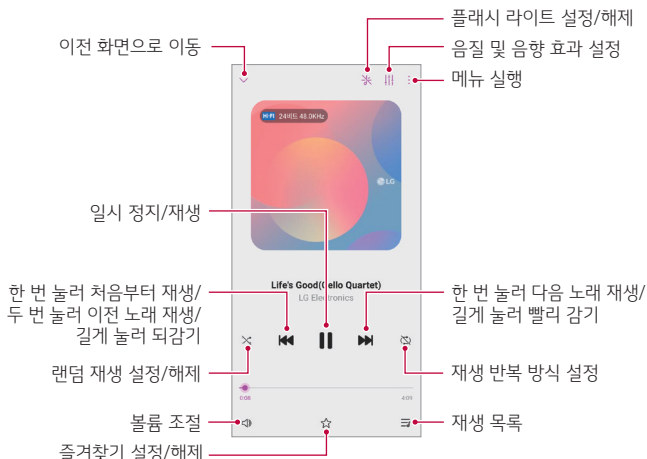 플래시 라이트 설정/해제
이전 화면으로 이동
음질 및 음향 효과 설정
메뉴 실행
HI-FI 24비트 48.0KHz
LG
일시 정지/재생
Life's Good(Cello Quartet)
LG Electronics
한 번 눌러 처음부터 재생/
두 번 눌러 이전 노래 재생/
길게 눌러 되감기
한 번 눌러 다음 노래 재생/
길게 눌러 빨리 감기
랜덤 재생 설정/해제
재생 반복 방식 설정
0:08
4:09
볼륨 조절
재생 목록
즐겨찾기 설정/해제